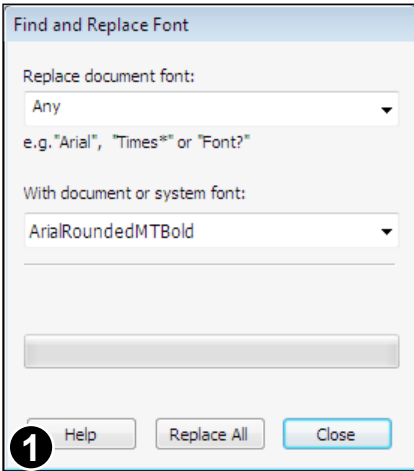 Find and Replace Font
Replace document font:
Any
e.g."Arial", "Times*" or "Font?"
With document or system font:
ArialRoundedMTBold
1 Help Replace All Close